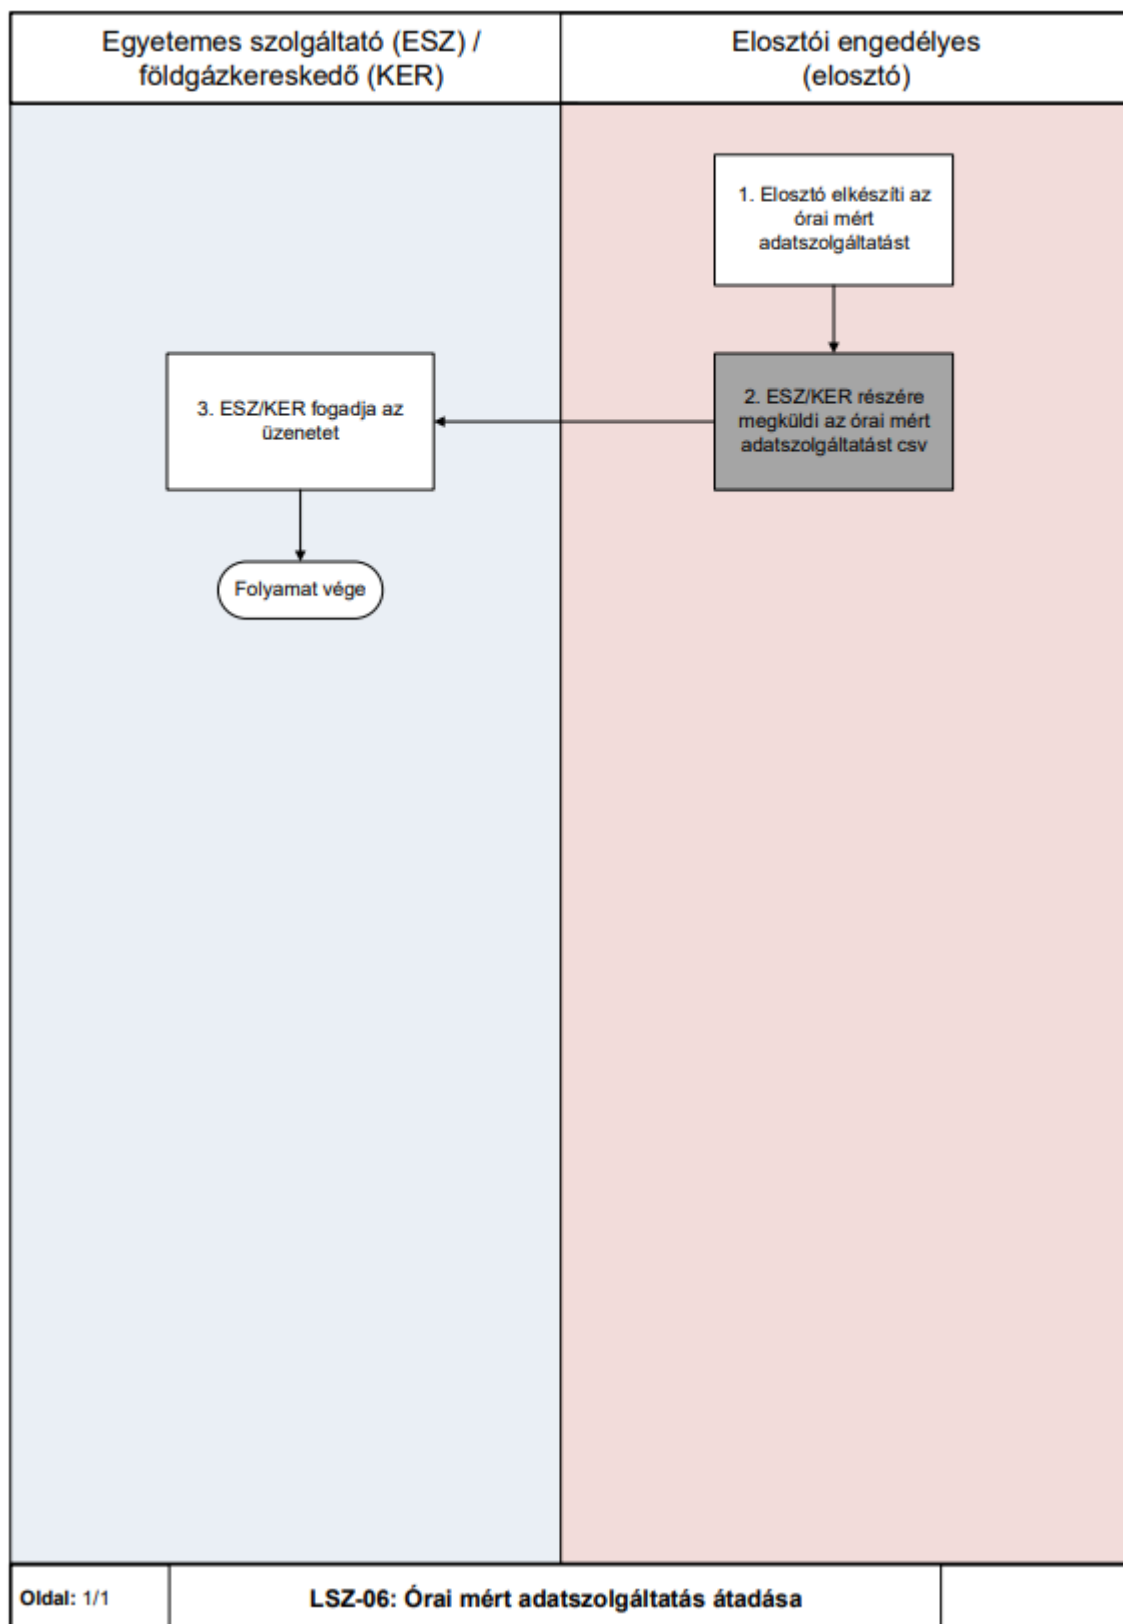 Egyetemes szolgáltató (ESZ) /
földgázkereskedő (KER)
Elosztói engedélyes
(elosztó)
1. Elosztó elkészíti az
órai mért
adatszolgáltatást
2. ESZ/KER részére
megküldi az órai mért
adatszolgáltatást csv
3. ESZ/KER fogadja az
üzenetet
Folyamat vége
Oldal: 1/1
LSZ-06: Órai mért adatszolgáltatás átadása